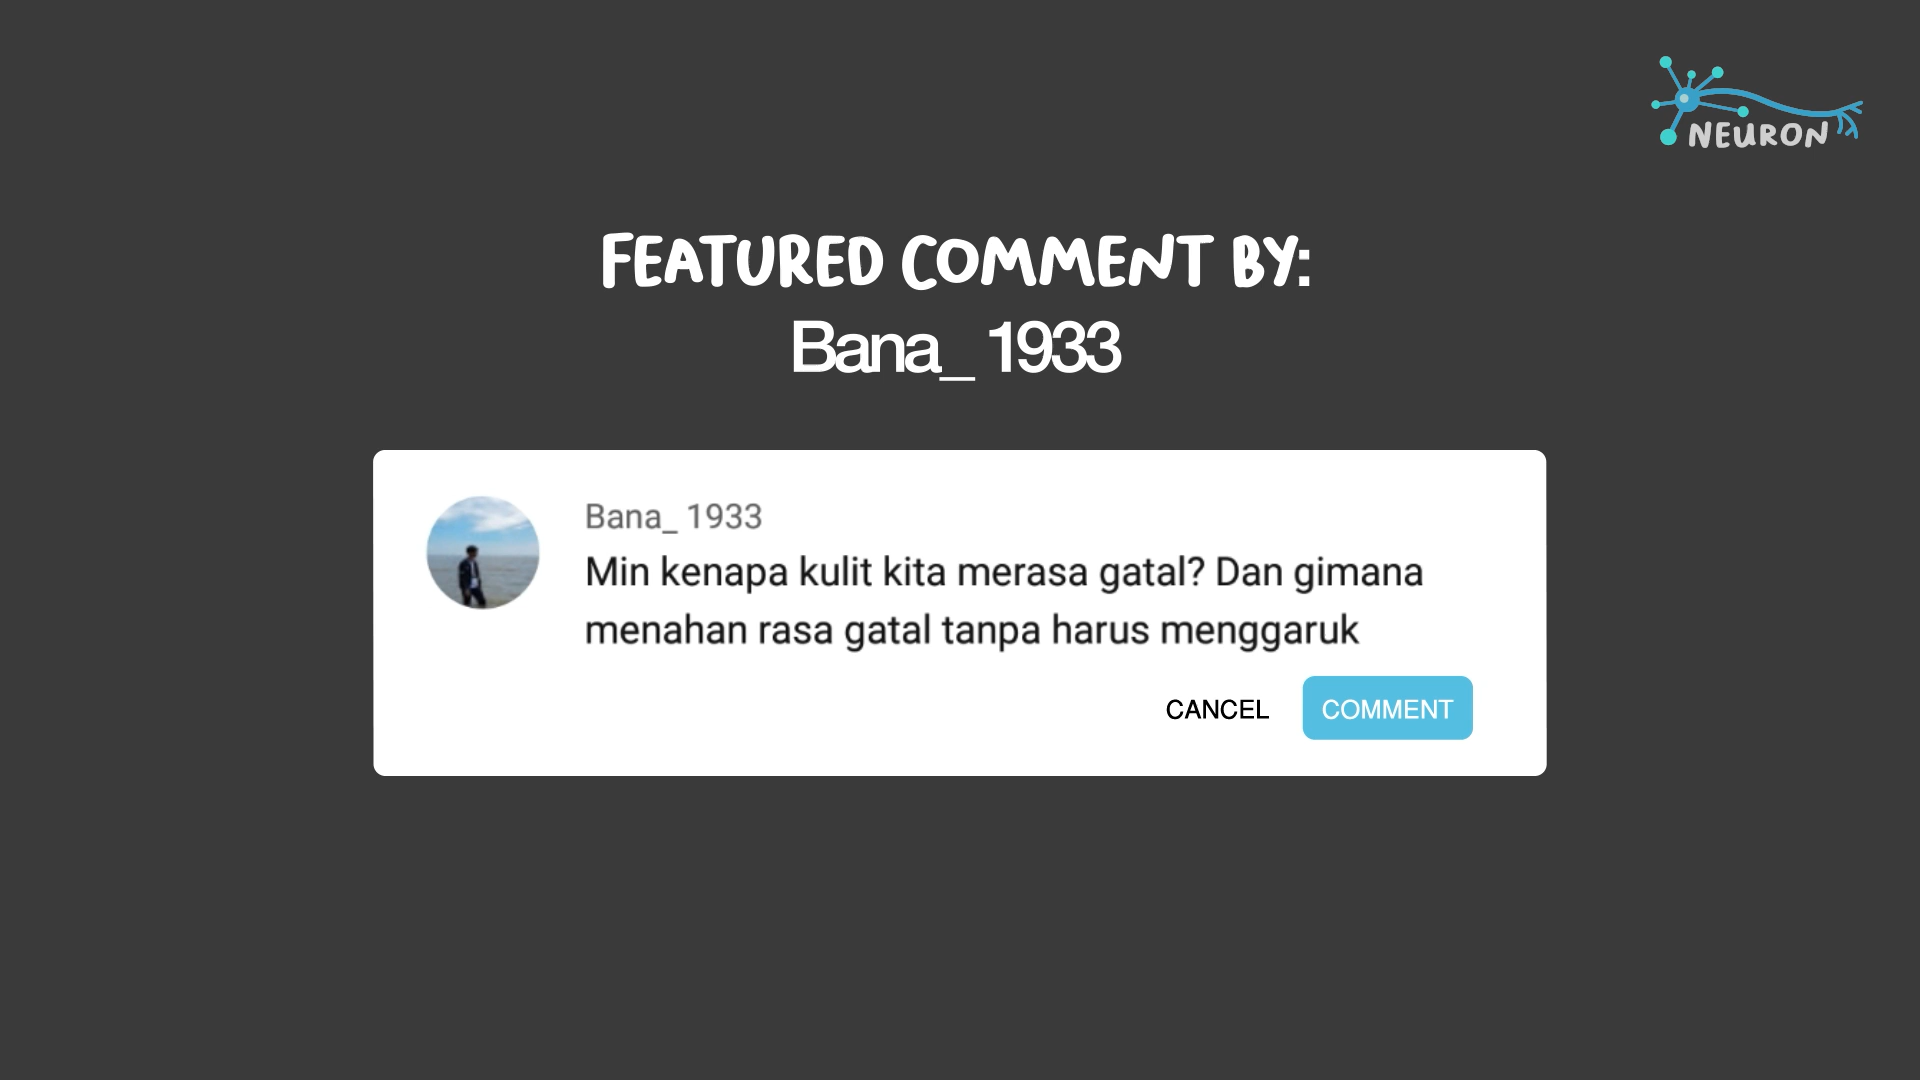 NEURON
FEATURED COMMENT BY:
Bana_ 1933
Bana_ 1933
Min kenapa kulit kita merasa gatal? Dan gimana
menahan rasa gatal tanpa harus menggaruk
CANCEL
COMMENT